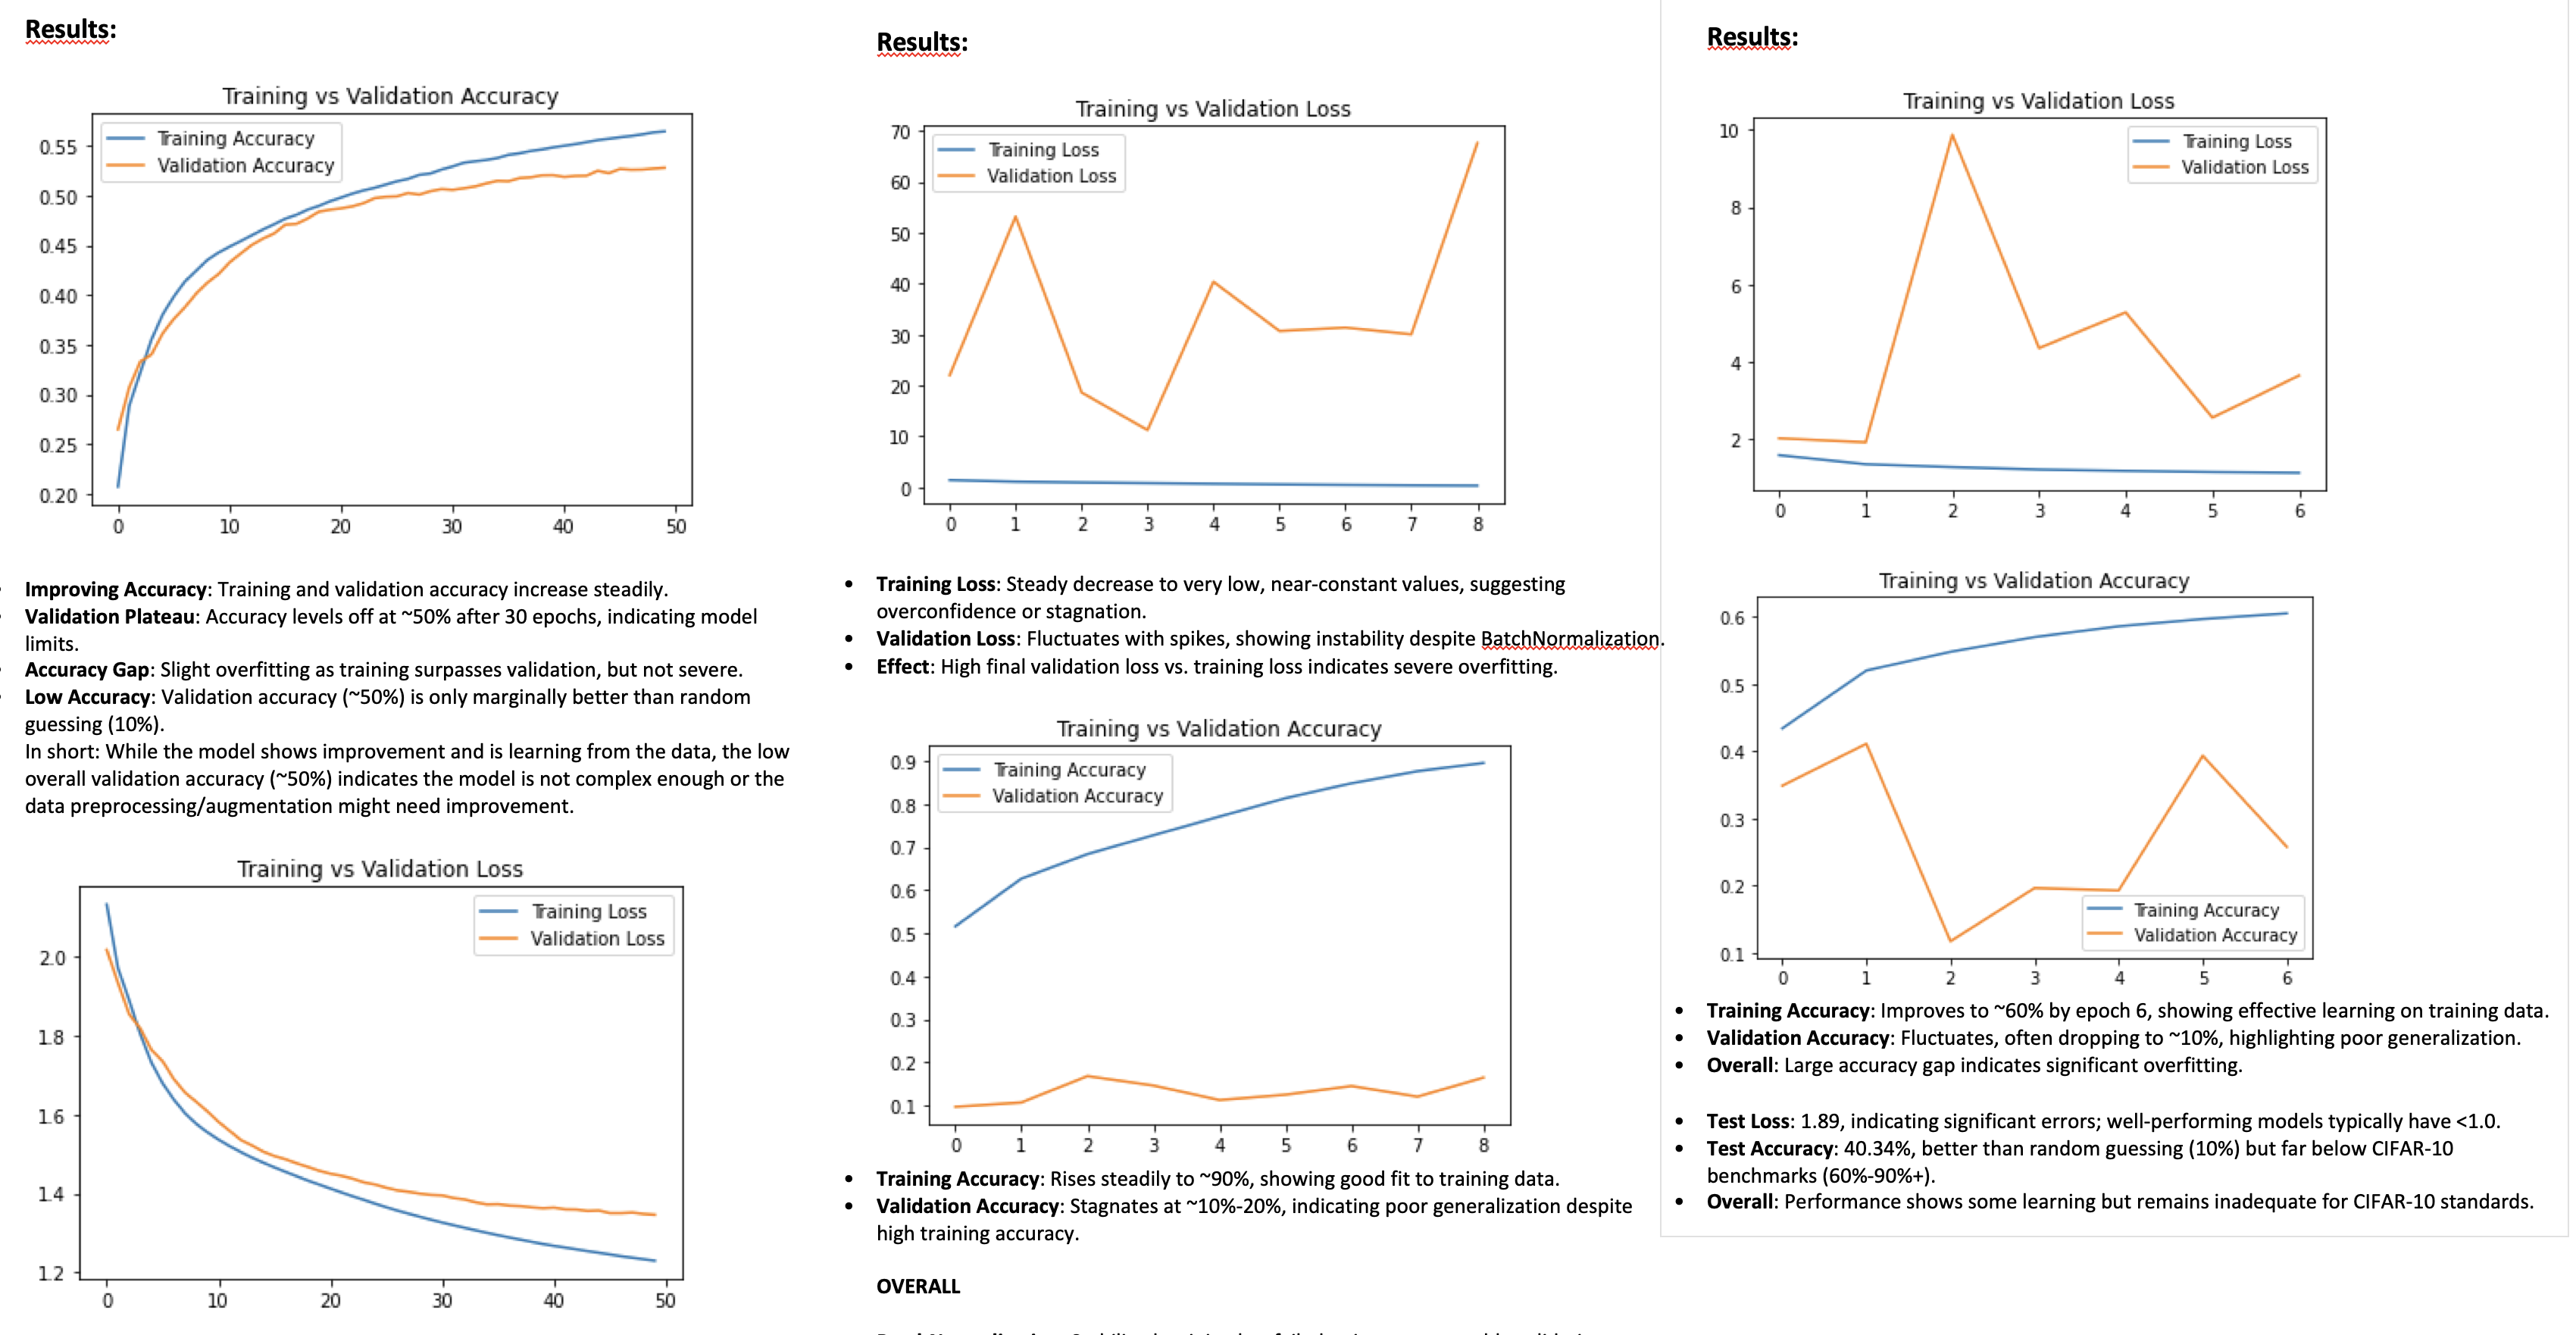 Results:
Training vs Validation Accuracy
Training Accuracy
Validation Accuracy
0.55
0.50
0.45
0.40
0.35
0.30
0.25
0.20
0 10 20 30 40 50
Improving Accuracy: Training and validation accuracy increase steadily.
Validation Plateau: Accuracy levels off at ~50% after 30 epochs, indicating model
limits.
Accuracy Gap: Slight overfitting as training surpasses validation, but not severe.
Low Accuracy: Validation accuracy (~50%) is only marginally better than random
guessing (10%).
In short: While the model shows improvement and is learning from the data, the low
overall validation accuracy (~50%) indicates the model is not complex enough or the
data preprocessing/augmentation might need improvement.
Training vs Validation Loss
Training Loss
Validation Loss
2.0
1.8
1.6
1.4
1.2
0 10 20 30 40 50
Results:
Training vs Validation Loss
Training Loss
Validation Loss
70
60
50
40
30
20
10
0
0 1 2 3 4 5 6 7 8
• Training Loss: Steady decrease to very low, near-constant values, suggesting
overconfidence or stagnation.
• Validation Loss: Fluctuates with spikes, showing instability despite BatchNormalization.
• Effect: High final validation loss vs. training loss indicates severe overfitting.
Training vs Validation Accuracy
Training Accuracy
Validation Accuracy
0.9
0.8
0.7
0.6
0.5
0.4
0.3
0.2
0.1
0 1 2 3 4 5 6 7 8
• Training Accuracy: Rises steadily to ~90%, showing good fit to training data.
• Validation Accuracy: Stagnates at ~10%-20%, indicating poor generalization despite
high training accuracy.
OVERALL
Results:
Training vs Validation Loss
Training Loss
Validation Loss
10
8
6
4
2
0 1 2 3 4 5 6
Training vs Validation Accuracy
0.6
0.5
0.4
0.3
0.2
0.1
Training Accuracy
Validation Accuracy
0 1 2 3 4 5 6
• Training Accuracy: Improves to ~60% by epoch 6, showing effective learning on training data.
• Validation Accuracy: Fluctuates, often dropping to ~10%, highlighting poor generalization.
• Overall: Large accuracy gap indicates significant overfitting.
• Test Loss: 1.89, indicating significant errors; well-performing models typically have <1.0.
• Test Accuracy: 40.34%, better than random guessing (10%) but far below CIFAR-10
benchmarks (60%-90%+).
• Overall: Performance shows some learning but remains inadequate for CIFAR-10 standards.